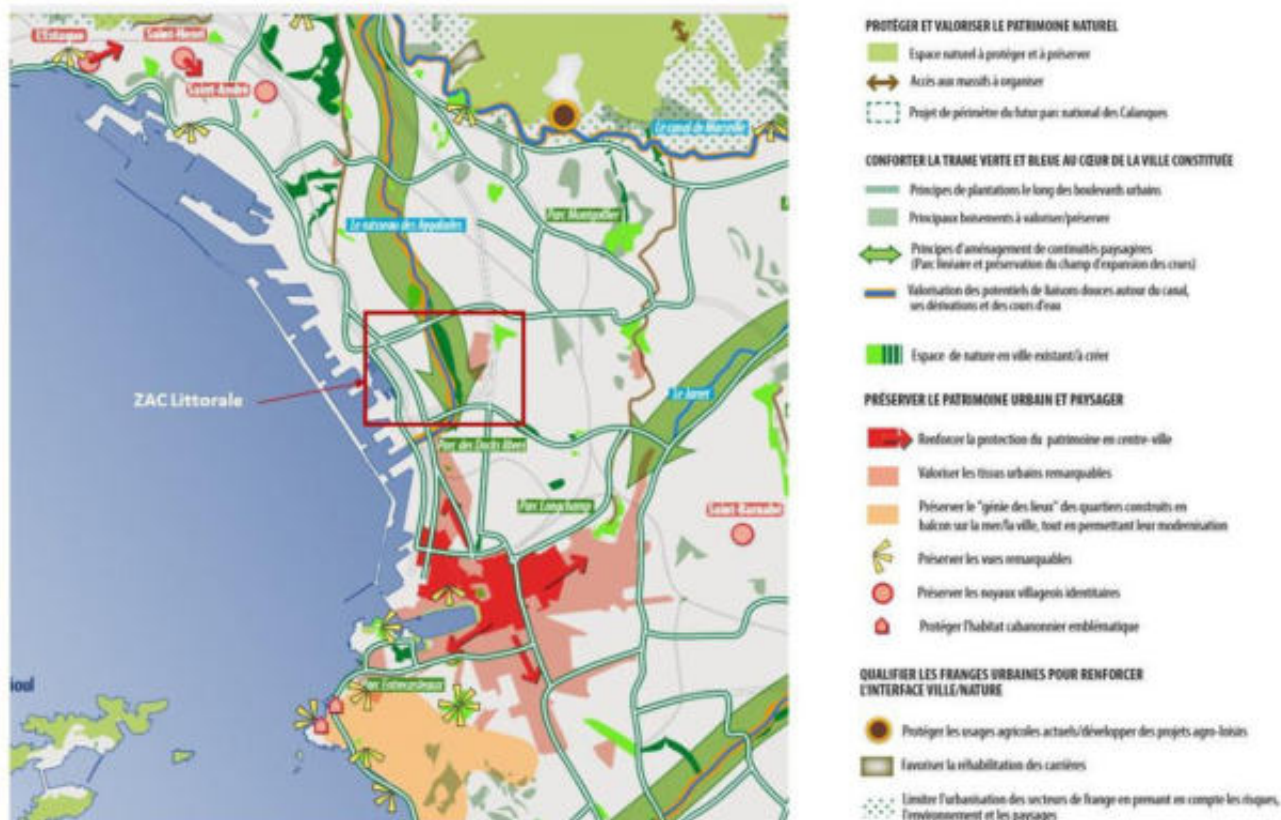 L'Estaque
Saint-Henri
Saint-André
Le canal de Marseille
Le ruisseau des Aygalades
Parc Montgolfier
ZAC Littorale
Le Jarret
Parc des Docks libres
Parc Longchamp
Saint-Barnabé
Parc
ioul
PROTÉGER ET VALORISER LE PATRIMOINE NATUREL
Espace naturel à protéger et à préserver
Accès aux massifs à organiser
Projet de périmètre du futur parc national des Calanques
CONFORTER LA TRAME VERTE ET BLEUE AU CŒUR DE LA VILLE CONSTITUÉE
Principes de plantations le long des boulevards urbains
Principaux boisements à valoriser/préserver
Principes d'aménagement de continuités paysagères
(Parc linéaire et préservation du champ d'expansion des crues)
Valorisation des potentiels de liaisons douces autour du canal,
ses dérivations et des cours d'eau
Espace de nature en ville existant/à créer
PRÉSERVER LE PATRIMOINE URBAIN ET PAYSAGER
Renforcer la protection du patrimoine en centre-ville
Valoriser les tissus urbains remarquables
Préserver le "génie des lieux" des quartiers construits en
balcon sur la mer/la ville, tout en permettant leur modernisation
Préserver les vues remarquables
Préserver les noyaux villageois identitaires
Protéger l'habitat cabanonnier emblématique
QUALIFIER LES FRANGES URBAINES POUR RENFORCER
L'INTERFACE VILLE/NATURE
Protéger les usages agricoles actuels/développer des projets agro-loisirs
Favoriser la réhabilitation des carrières
Limiter l'urbanisation des secteurs de frange en prenant en compte les risques,
l'environnement et les paysages